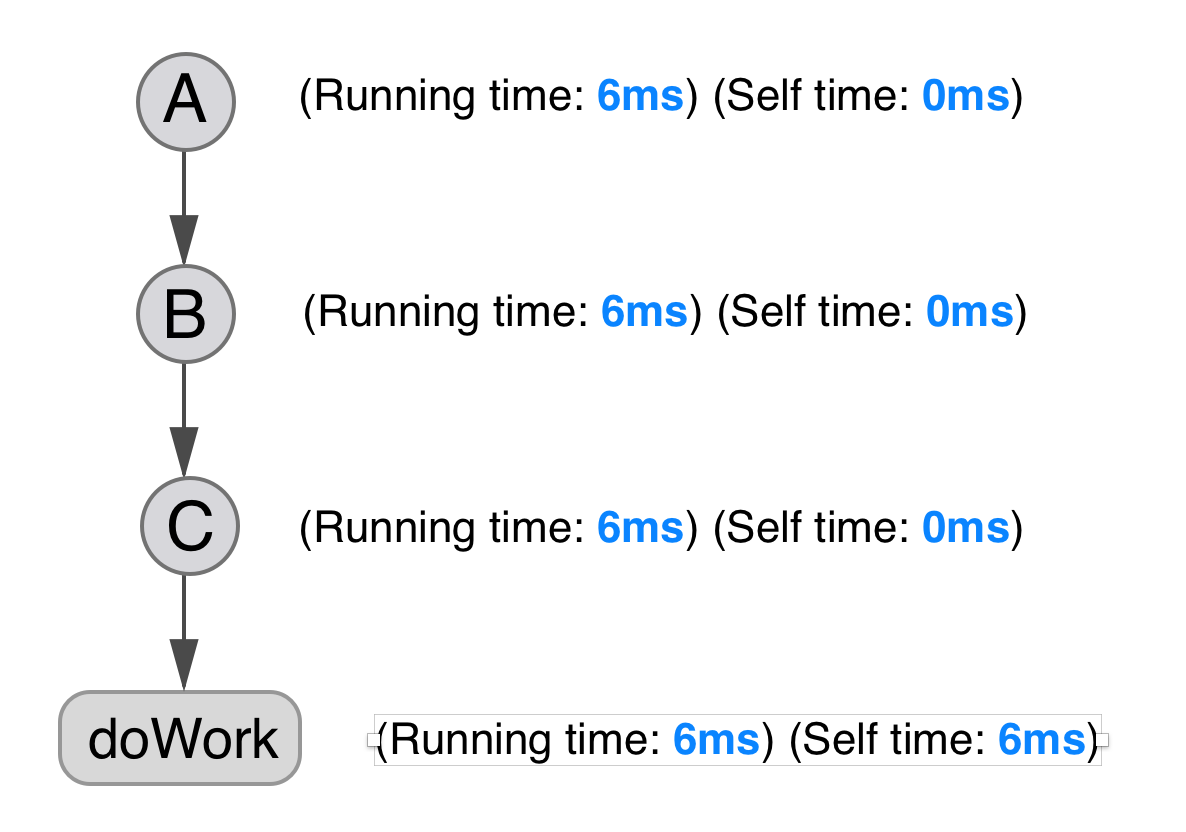 A (Running time: 6ms) (Self time: 0ms)
B (Running time: 6ms) (Self time: 0ms)
C (Running time: 6ms) (Self time: 0ms)
doWork (Running time: 6ms) (Self time: 6ms)